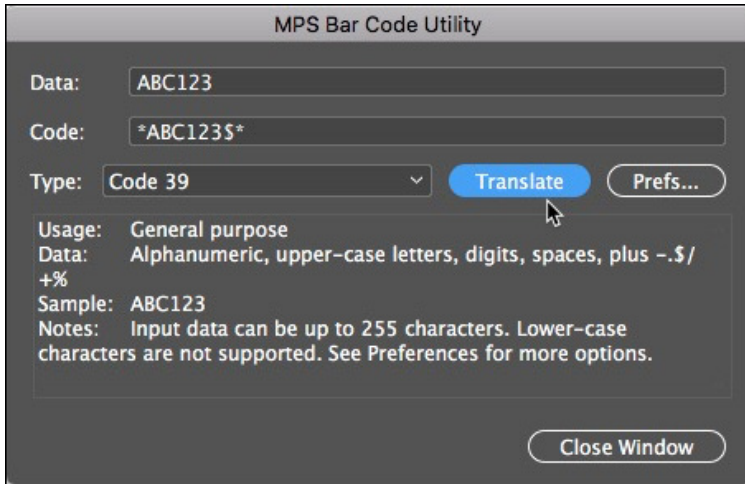 MPS Bar Code Utility
Data: ABC123
Code: *ABC123$*
Type: Code 39 Translate Prefs...
Usage: General purpose
Data: Alphanumeric, upper-case letters, digits, spaces, plus -.$/
+%
Sample: ABC123
Notes: Input data can be up to 255 characters. Lower-case
characters are not supported. See Preferences for more options.
Close Window